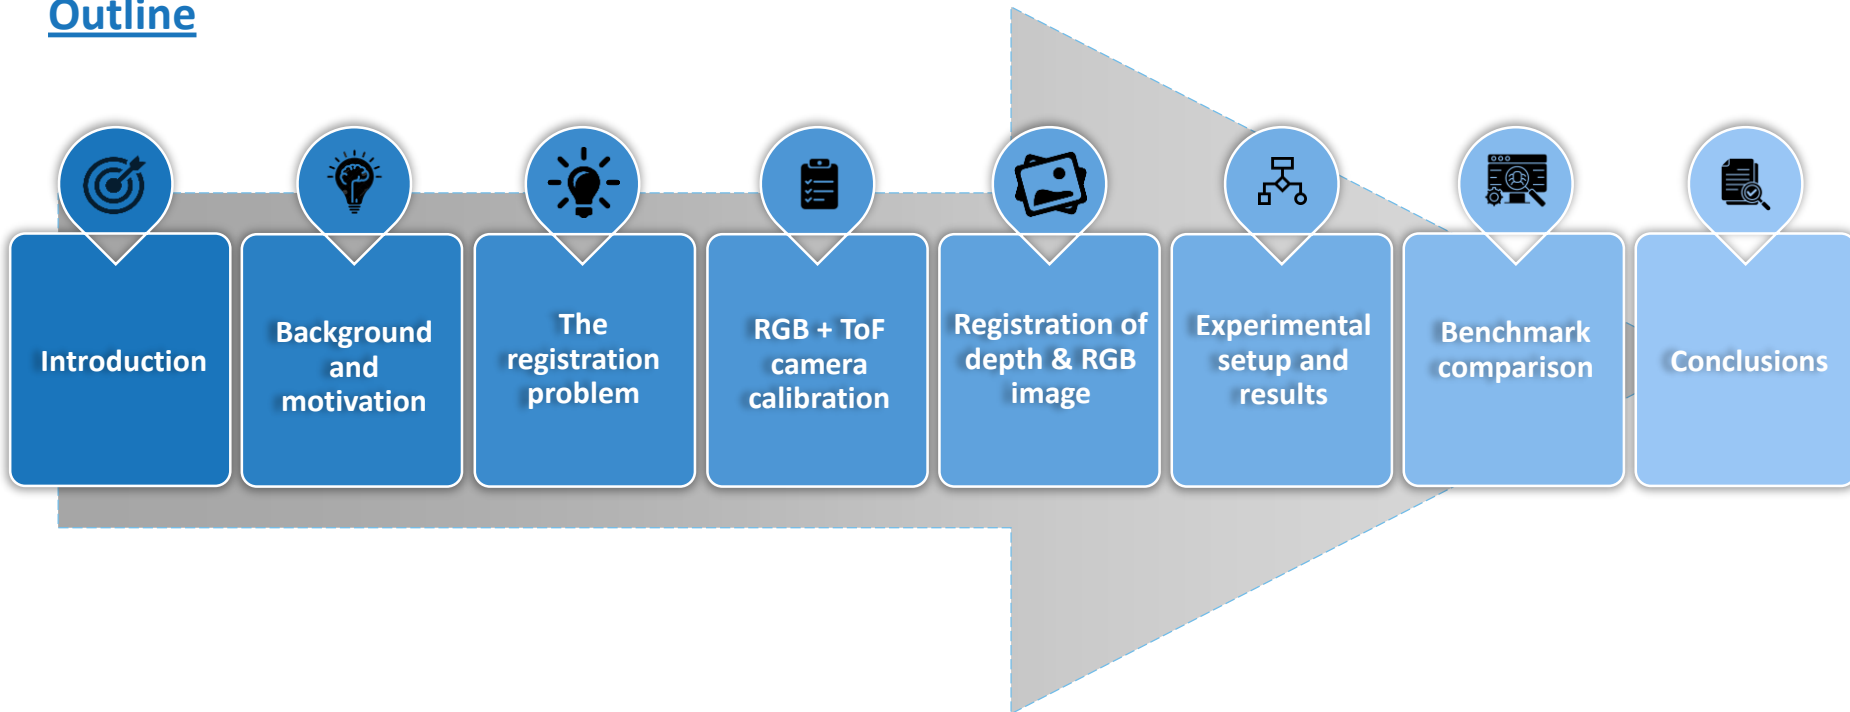 Outline
Introduction
Background
and
motivation
The
registration
problem
RGB + ToF
camera
calibration
Registration of
depth & RGB
image
Experimental
setup and
results
Benchmark
comparison
Conclusions